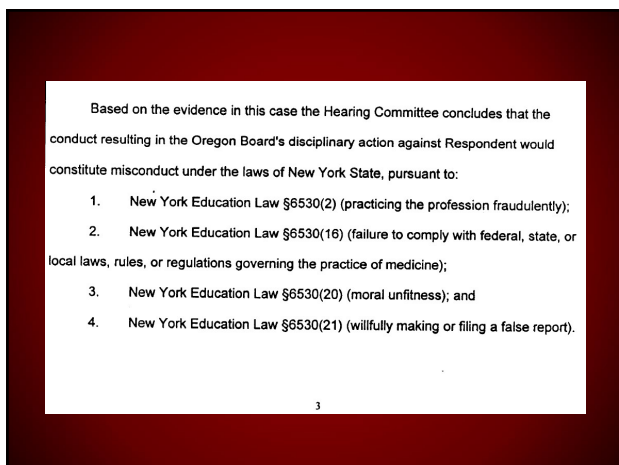 Based on the evidence in this case the Hearing Committee concludes that the
conduct resulting in the Oregon Board's disciplinary action against Respondent would
constitute misconduct under the laws of New York State, pursuant to:
1. New York Education Law §6530(2) (practicing the profession fraudulently);
2. New York Education Law §6530(16) (failure to comply with federal, state, or
local laws, rules, or regulations governing the practice of medicine);
3. New York Education Law §6530(20) (moral unfitness); and
4. New York Education Law §6530(21) (willfully making or filing a false report).
3